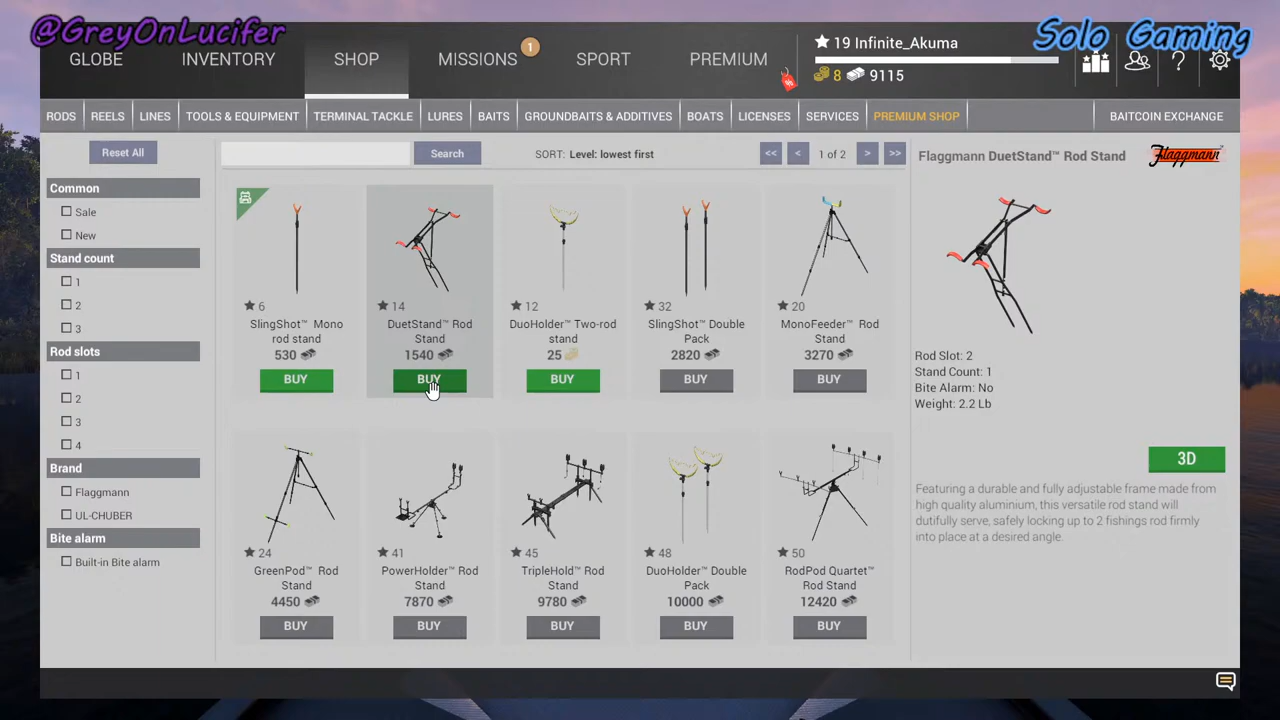 @GreyOnLucifer
Solo Gaming
GLOBE INVENTORY SHOP MISSIONS 1 SPORT PREMIUM
19 Infinite_Akuma
8 9115
?
RODS REELS LINES TOOLS & EQUIPMENT TERMINAL TACKLE LURES BAITS GROUNDBAITS & ADDITIVES BOATS LICENSES SERVICES PREMIUM SHOP BAITCOIN EXCHANGE
Reset All
Search
SORT: Level: lowest first
<< < 1 of 2 > >>
Common
Sale
New
Stand count
1
2
3
Rod slots
1
2
3
4
Brand
Flaggmann
UL-CHUBER
Bite alarm
Built-in Bite alarm
6
SlingShot™ Mono
rod stand
530
BUY
14
DuetStand™ Rod
Stand
1540
BUY
12
DuoHolder™ Two-rod
stand
25
BUY
32
SlingShot™ Double
Pack
2820
BUY
20
MonoFeeder™ Rod
Stand
3270
BUY
24
GreenPod™ Rod
Stand
4450
BUY
41
PowerHolder™ Rod
Stand
7870
BUY
45
TripleHold™ Rod
Stand
9780
BUY
48
DuoHolder™ Double
Pack
10000
BUY
50
RodPod Quartet™
Rod Stand
12420
BUY
Flaggmann DuetStand™ Rod Stand
Flaggmann
Rod Slot: 2
Stand Count: 1
Bite Alarm: No
Weight: 2.2 Lb
3D
Featuring a durable and fully adjustable frame made from
high quality aluminium, this versatile rod stand will
dutifully serve, safely locking up to 2 fishings rod firmly
into place at a desired angle.